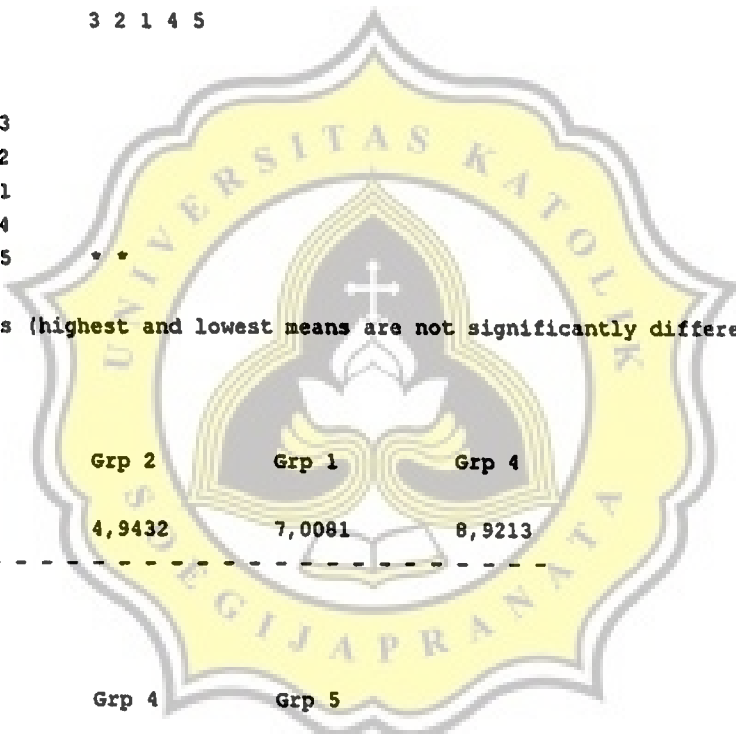 3 2 1 4 5
3
2
1
4
5 * *
s (highest and lowest means are not significantly differe
Grp 2 Grp 1 Grp 4
4,9432 7,0081 8,9213
- - - - - - - - - - - - - - - - - - - - - -
Grp 4 Grp 5
UNIVERSITAS KATOLIK
SOEGIJAPRANATA